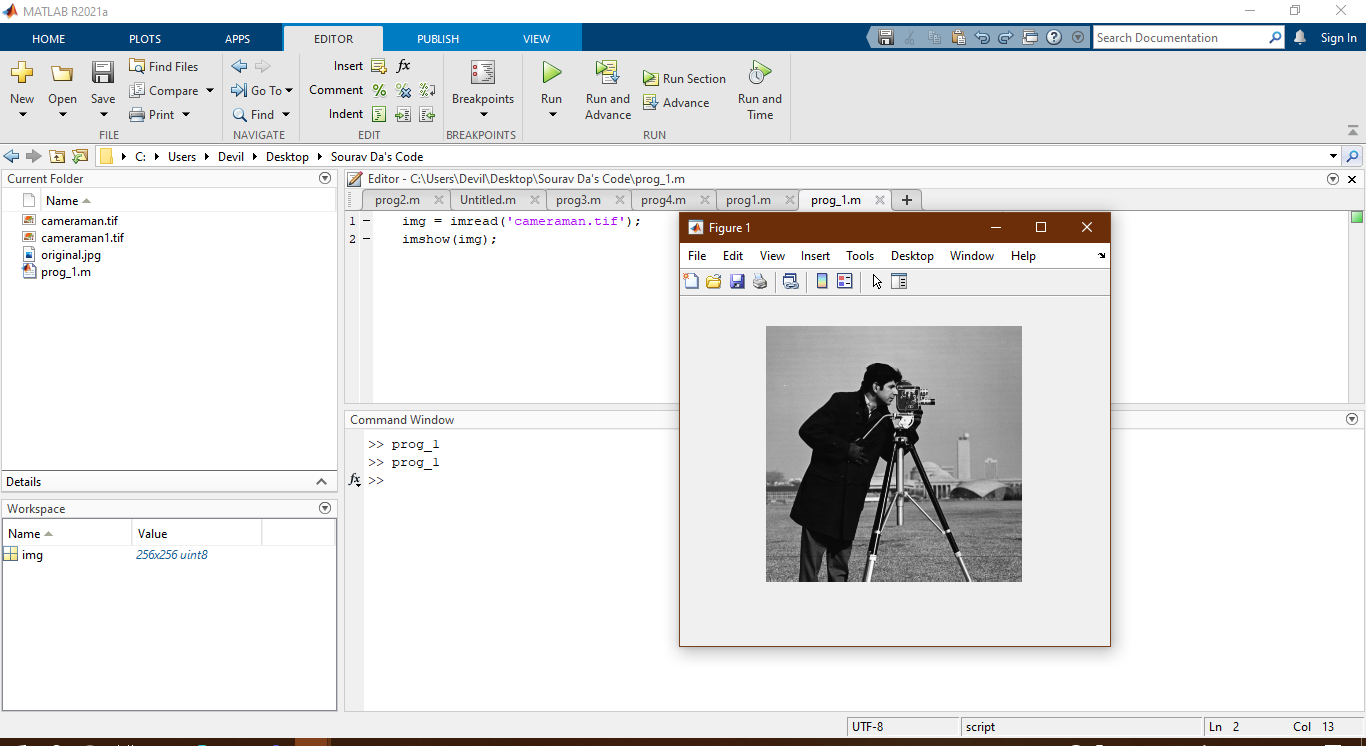 MATLAB R2021a
HOME PLOTS APPS EDITOR PUBLISH VIEW Search Documentation Sign In
New Open Save Find Files Compare Print Go To Find Insert fx Comment Indent Breakpoints Run Run and Advance Run Section Advance Run and Time
FILE NAVIGATE EDIT BREAKPOINTS RUN
C: Users Devil Desktop Sourav Da's Code
Current Folder
Name
cameraman.tif
cameraman1.tif
original.jpg
prog_1.m
Details
Workspace
Name Value
img 256x256 uint8
Editor - C:\Users\Devil\Desktop\Sourav Da's Code\prog_1.m
prog2.m Untitled.m prog3.m prog4.m prog1.m prog_1.m
1 – img = imread('cameraman.tif');
2 – imshow(img);
Command Window
>> prog_1
>> prog_1
fx >>
Figure 1
File Edit View Insert Tools Desktop Window Help
UTF-8 script Ln 2 Col 13